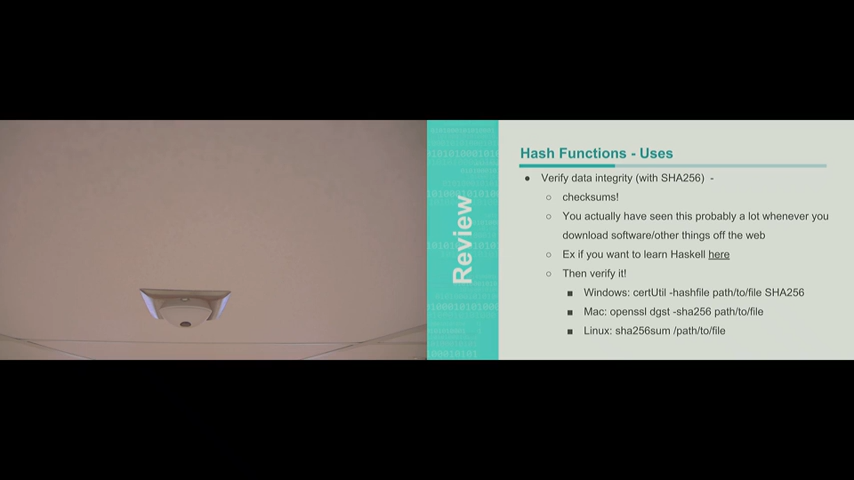 Review
Hash Functions - Uses
● Verify data integrity (with SHA256) -
○ checksums!
○ You actually have seen this probably a lot whenever you
download software/other things off the web
○ Ex if you want to learn Haskell here
○ Then verify it!
■ Windows: certUtil -hashfile path/to/file SHA256
■ Mac: openssl dgst -sha256 path/to/file
■ Linux: sha256sum /path/to/file